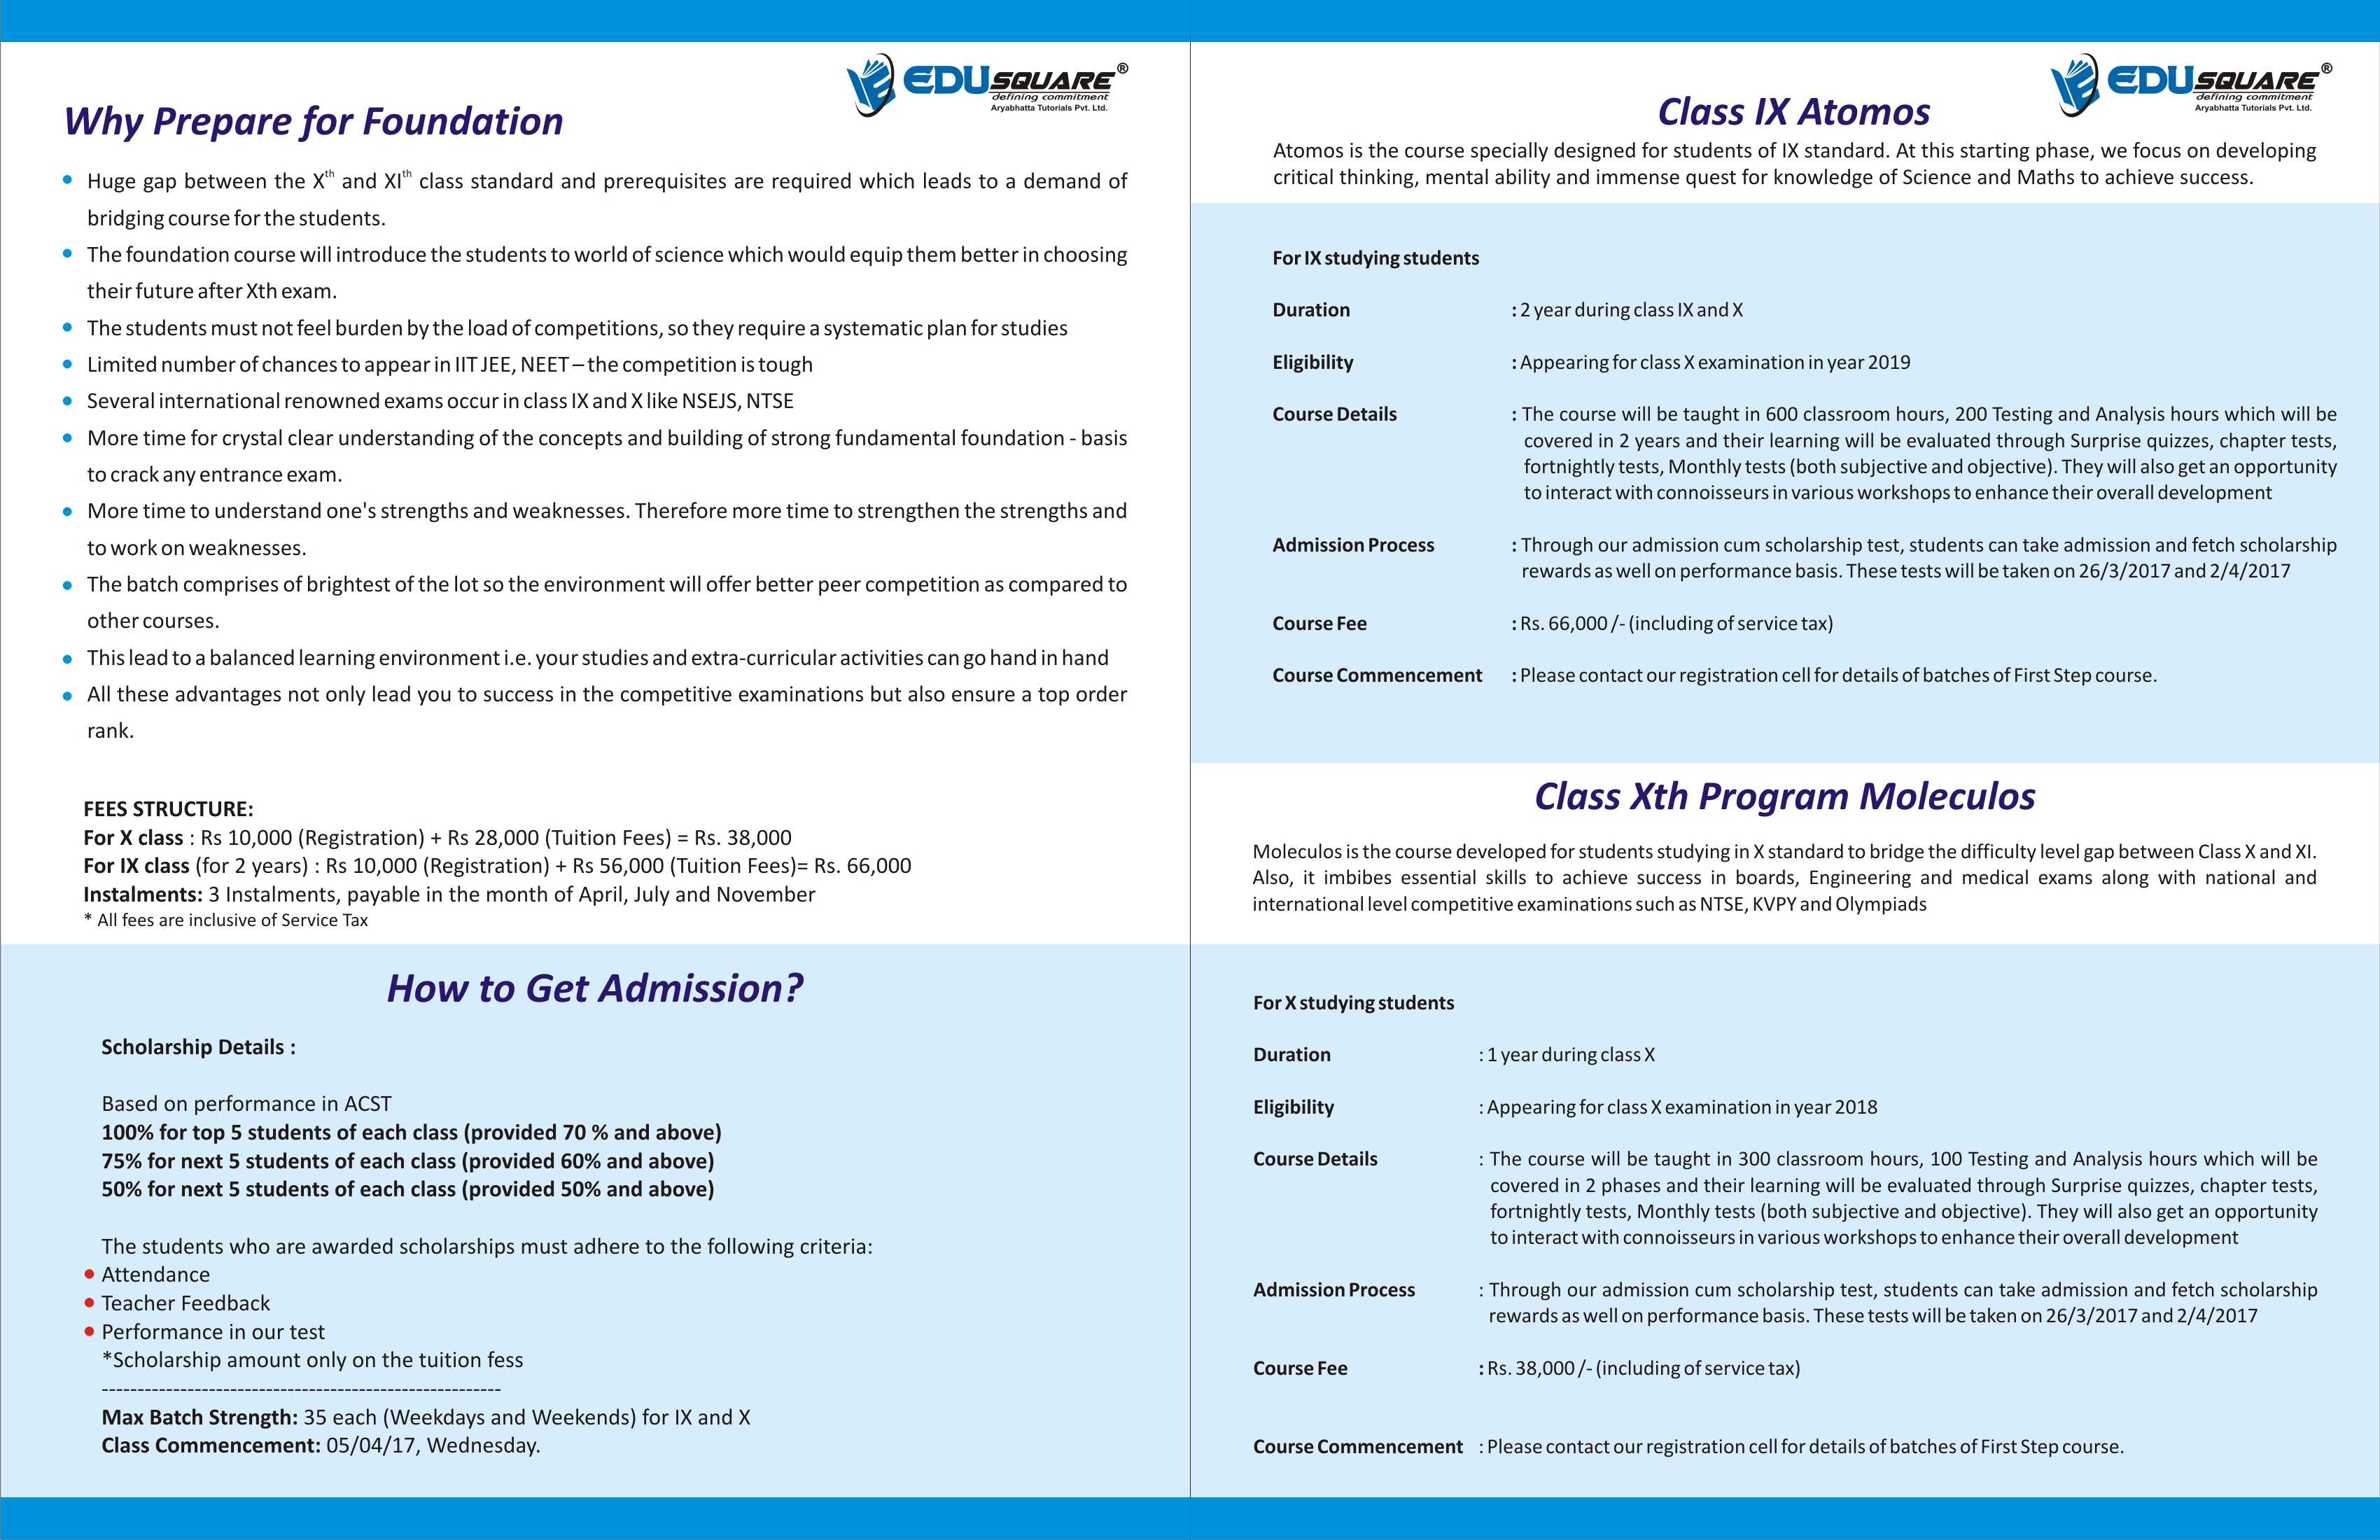 EDUSQUARE®
defining commitment
Aryabhatta Tutorials Pvt. Ltd.
Why Prepare for Foundation
• Huge gap between the Xth and XIth class standard and prerequisites are required which leads to a demand of
bridging course for the students.
• The foundation course will introduce the students to world of science which would equip them better in choosing
their future after Xth exam.
• The students must not feel burden by the load of competitions, so they require a systematic plan for studies
• Limited number of chances to appear in IIT JEE, NEET – the competition is tough
• Several international renowned exams occur in class IX and X like NSEJS, NTSE
• More time for crystal clear understanding of the concepts and building of strong fundamental foundation - basis
to crack any entrance exam.
• More time to understand one's strengths and weaknesses. Therefore more time to strengthen the strengths and
to work on weaknesses.
• The batch comprises of brightest of the lot so the environment will offer better peer competition as compared to
other courses.
• This lead to a balanced learning environment i.e. your studies and extra-curricular activities can go hand in hand
• All these advantages not only lead you to success in the competitive examinations but also ensure a top order
rank.
FEES STRUCTURE:
For X class : Rs 10,000 (Registration) + Rs 28,000 (Tuition Fees) = Rs. 38,000
For IX class (for 2 years) : Rs 10,000 (Registration) + Rs 56,000 (Tuition Fees)= Rs. 66,000
Instalments: 3 Instalments, payable in the month of April, July and November
* All fees are inclusive of Service Tax
How to Get Admission?
Scholarship Details :
Based on performance in ACST
100% for top 5 students of each class (provided 70 % and above)
75% for next 5 students of each class (provided 60% and above)
50% for next 5 students of each class (provided 50% and above)
The students who are awarded scholarships must adhere to the following criteria:
• Attendance
• Teacher Feedback
• Performance in our test
*Scholarship amount only on the tuition fess
--------------------------------------------------------
Max Batch Strength: 35 each (Weekdays and Weekends) for IX and X
Class Commencement: 05/04/17, Wednesday.
EDUSQUARE®
defining commitment
Aryabhatta Tutorials Pvt. Ltd.
Class IX Atomos
Atomos is the course specially designed for students of IX standard. At this starting phase, we focus on developing
critical thinking, mental ability and immense quest for knowledge of Science and Maths to achieve success.
For IX studying students
Duration : 2 year during class IX and X
Eligibility : Appearing for class X examination in year 2019
Course Details : The course will be taught in 600 classroom hours, 200 Testing and Analysis hours which will be
covered in 2 years and their learning will be evaluated through Surprise quizzes, chapter tests,
fortnightly tests, Monthly tests (both subjective and objective). They will also get an opportunity
to interact with connoisseurs in various workshops to enhance their overall development
Admission Process : Through our admission cum scholarship test, students can take admission and fetch scholarship
rewards as well on performance basis. These tests will be taken on 26/3/2017 and 2/4/2017
Course Fee : Rs. 66,000 /- (including of service tax)
Course Commencement : Please contact our registration cell for details of batches of First Step course.
Class Xth Program Moleculos
Moleculos is the course developed for students studying in X standard to bridge the difficulty level gap between Class X and XI.
Also, it imbibes essential skills to achieve success in boards, Engineering and medical exams along with national and
international level competitive examinations such as NTSE, KVPY and Olympiads
For X studying students
Duration : 1 year during class X
Eligibility : Appearing for class X examination in year 2018
Course Details : The course will be taught in 300 classroom hours, 100 Testing and Analysis hours which will be
covered in 2 phases and their learning will be evaluated through Surprise quizzes, chapter tests,
fortnightly tests, Monthly tests (both subjective and objective). They will also get an opportunity
to interact with connoisseurs in various workshops to enhance their overall development
Admission Process : Through our admission cum scholarship test, students can take admission and fetch scholarship
rewards as well on performance basis. These tests will be taken on 26/3/2017 and 2/4/2017
Course Fee : Rs. 38,000 /- (including of service tax)
Course Commencement : Please contact our registration cell for details of batches of First Step course.